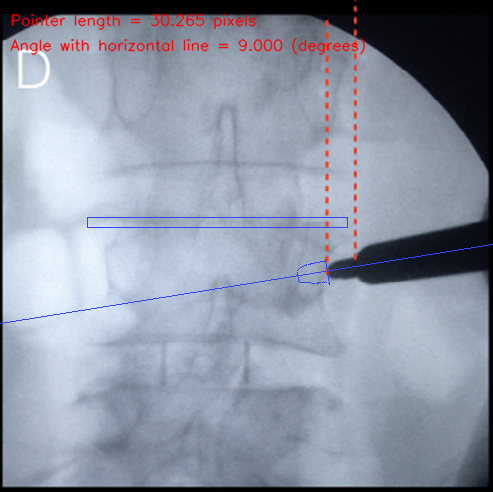 Pointer length = 30.265 pixels
Angle with horizontal line = 9.000 (degrees)
D